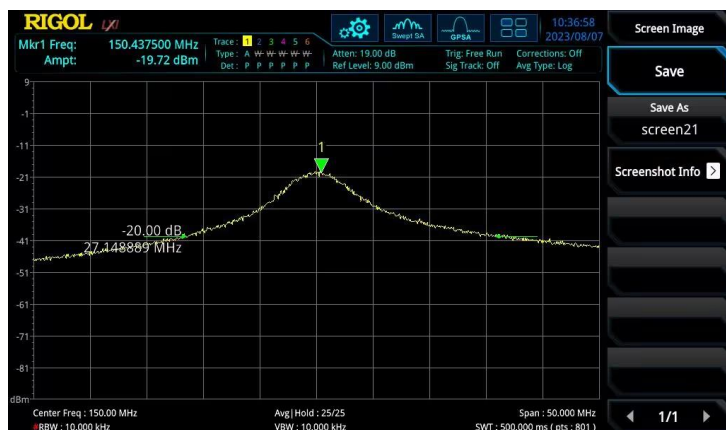 RIGOL LXI
Mkr1 Freq: 150.437500 MHz
Ampt: -19.72 dBm
Trace: 1 2 3 4 5 6
Type: A W W W W W
Det: P P P P P P
Swept SA
GPSA
10:36:58
2023/08/07
Atten: 19.00 dB
Ref Level: 9.00 dBm
Trig: Free Run
Sig Track: Off
Corrections: Off
Avg Type: Log
9
-1
-11
-21
-31
-41
-51
-61
-71
-81
dBm
1
-20.00 dB
27.148889 MHz
Center Freq : 150.00 MHz
Avg|Hold : 25/25
Span : 50.000 MHz
#RBW : 10.000 kHz
VBW : 10.000 kHz
SWT : 500.000 ms ( pts : 801 )
Screen Image
Save
Save As
screen21
Screenshot Info
1/1